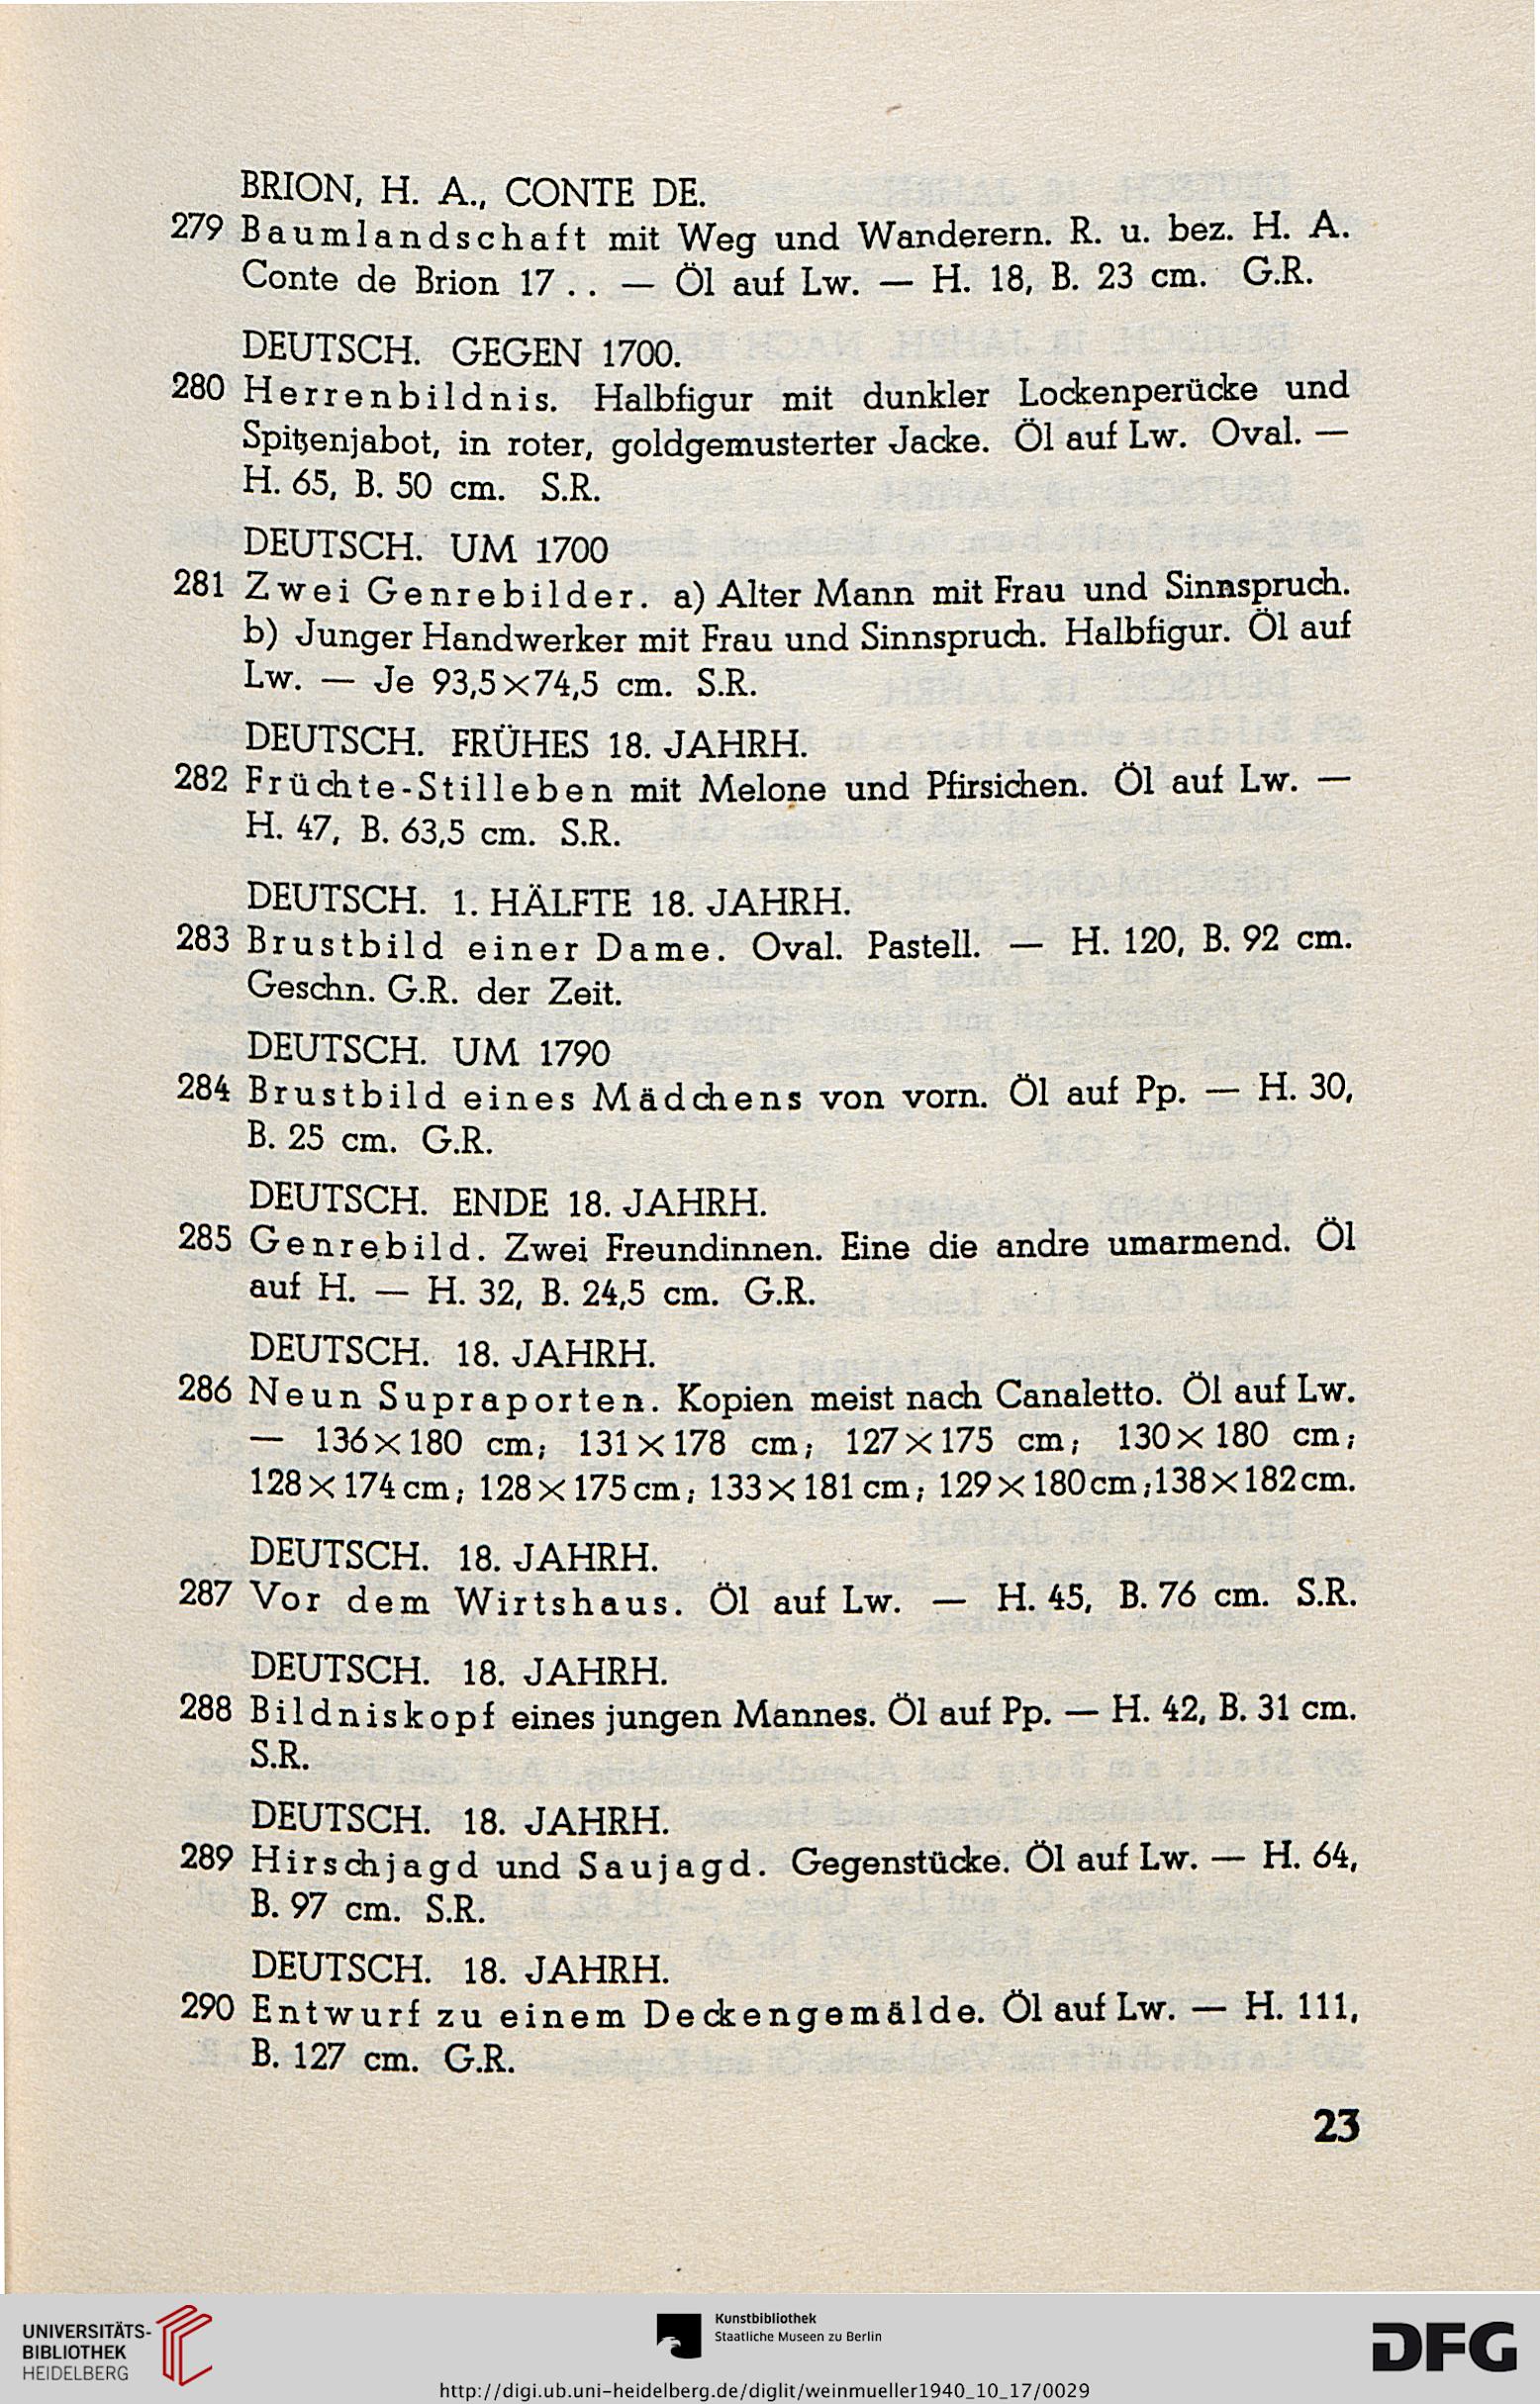 BRION, H. A., CONTE DE.
279 Baumlandschaft mit Weg und Wanderern. R. u. bez. H. A.
Conte de Brion 17 . . — Öl auf Lw. — H. 18, B. 23 cm. G.R.
DEUTSCH. GEGEN 1700.
280 Herrenbildnis. Halbfigur mit dunkler Lockenperücke und
Spitzenjabot, in roter, goldgemusterter Jacke. Öl auf Lw. Oval. —
H. 65, B. 50 cm. S.R.
DEUTSCH. UM 1700
281 Zwei Genrebilder. a) Alter Mann mit Frau und Sinnspruch.
b) Junger Handwerker mit Frau und Sinnspruch. Halbfigur. Öl auf
Lw. — Je 93,5×74,5 cm. S.R.
DEUTSCH. FRÜHES 18. JAHRH.
282 Früchte-Stilleben mit Melone und Pfirsichen. Öl auf Lw. —
H. 47, B. 63,5 cm. S.R.
DEUTSCH. 1. HÄLFTE 18. JAHRH.
283 Brustbild einer Dame. Oval. Pastell. — H. 120, B. 92 cm.
Geschn. G.R. der Zeit.
DEUTSCH. UM 1790
284 Brustbild eines Mädchens von vorn. Öl auf Pp. — H. 30,
B. 25 cm. G.R.
DEUTSCH. ENDE 18. JAHRH.
285 Genrebild. Zwei Freundinnen. Eine die andre umarmend. Öl
auf H. — H. 32, B. 24,5 cm. G.R.
DEUTSCH. 18. JAHRH.
286 Neun Supraporten. Kopien meist nach Canaletto. Öl auf Lw.
— 136×180 cm; 131×178 cm; 127×175 cm; 130×180 cm;
128×174 cm; 128×175 cm; 133×181 cm; 129×180 cm;138×182 cm.
DEUTSCH. 18. JAHRH.
287 Vor dem Wirtshaus. Öl auf Lw. — H. 45, B. 76 cm. S.R.
DEUTSCH. 18. JAHRH.
288 Bildniskopf eines jungen Mannes. Öl auf Pp. — H. 42, B. 31 cm.
S.R.
DEUTSCH. 18. JAHRH.
289 Hirschjagd und Saujagd. Gegenstücke. Öl auf Lw. — H. 64,
B. 97 cm. S.R.
DEUTSCH. 18. JAHRH.
290 Entwurf zu einem Deckengemälde. Öl auf Lw. — H. 111,
B. 127 cm. G.R.
23
UNIVERSITÄTS-
BIBLIOTHEK
HEIDELBERG
Kunstbibliothek
Staatliche Museen zu Berlin
DFG
http://digi.ub.uni-heidelberg.de/diglit/weinmueller1940_10_17/0029